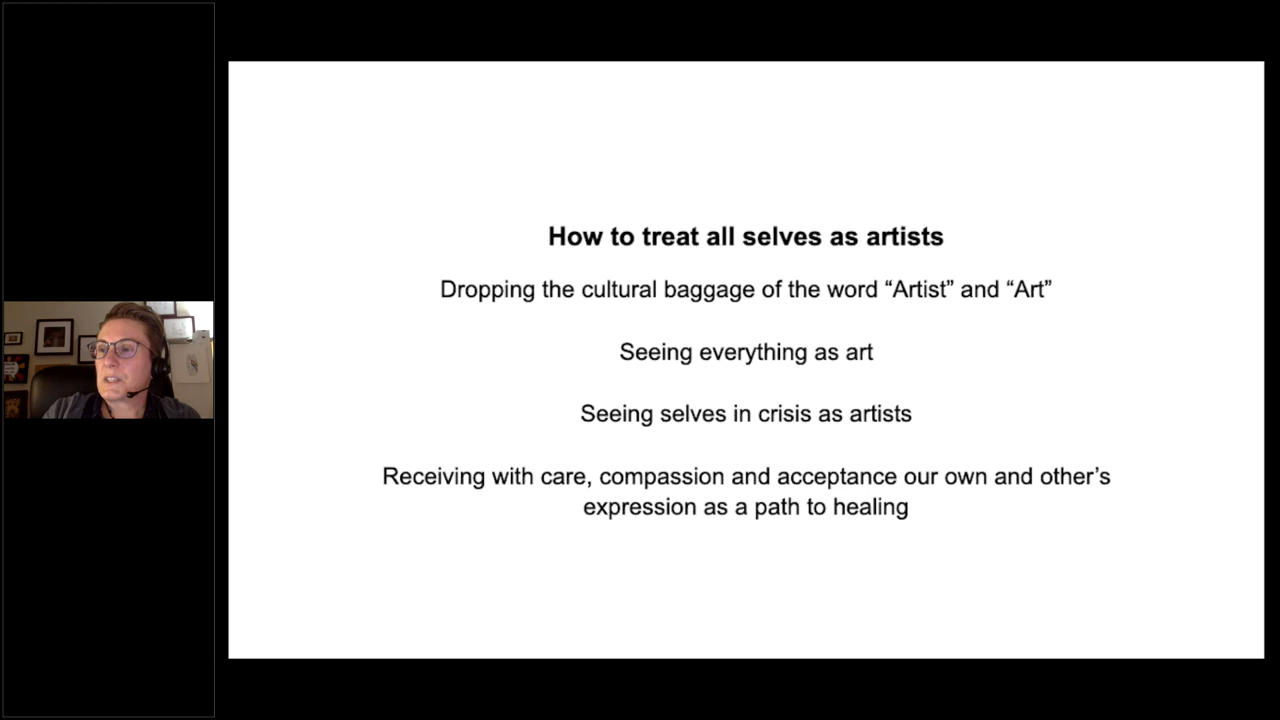 How to treat all selves as artists
Dropping the cultural baggage of the word “Artist” and “Art”
Seeing everything as art
Seeing selves in crisis as artists
Receiving with care, compassion and acceptance our own and other’s
expression as a path to healing